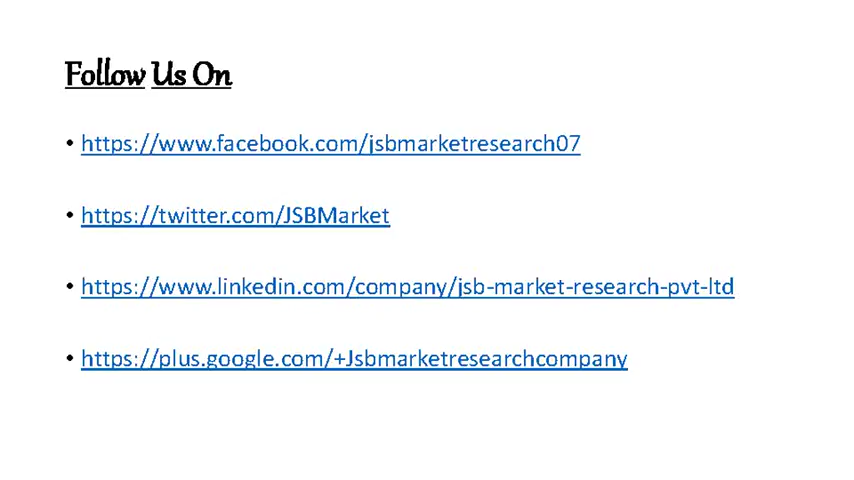 Follow Us On
• https://www.facebook.com/jsbmarketresearch07
• https://twitter.com/JSBMarket
• https://www.linkedin.com/company/jsb-market-research-pvt-ltd
• https://plus.google.com/+Jsbmarketresearchcompany